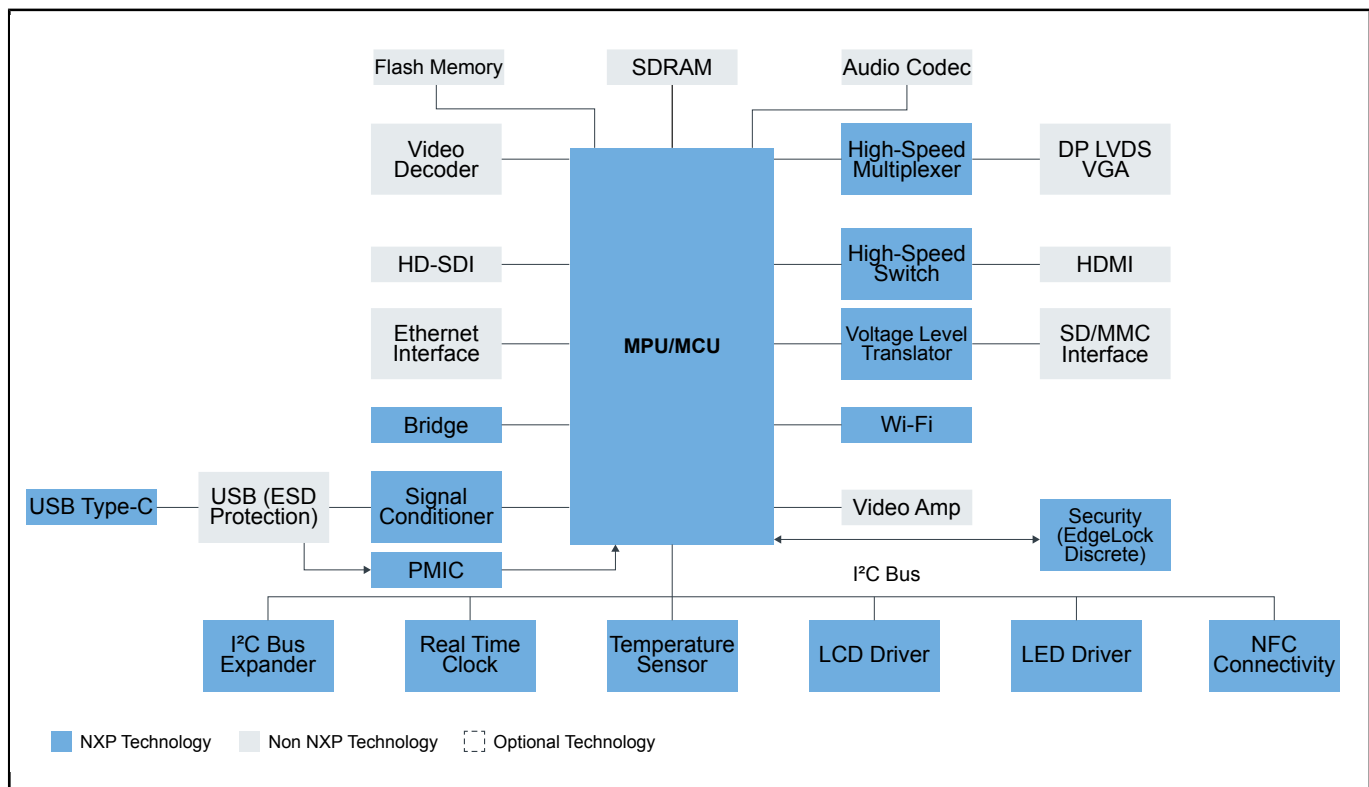 Flash Memory
SDRAM
Audio Codec
Video
Decoder
High-Speed
Multiplexer
DP LVDS
VGA
HD-SDI
High-Speed
Switch
HDMI
Ethernet
Interface
MPU/MCU
Voltage Level
Translator
SD/MMC
Interface
Bridge
Wi-Fi
USB Type-C
USB (ESD
Protection)
Signal
Conditioner
Video Amp
Security
(EdgeLock
Discrete)
PMIC
I²C Bus
I²C Bus
Expander
Real Time
Clock
Temperature
Sensor
LCD Driver
LED Driver
NFC
Connectivity
NXP Technology
Non NXP Technology
Optional Technology